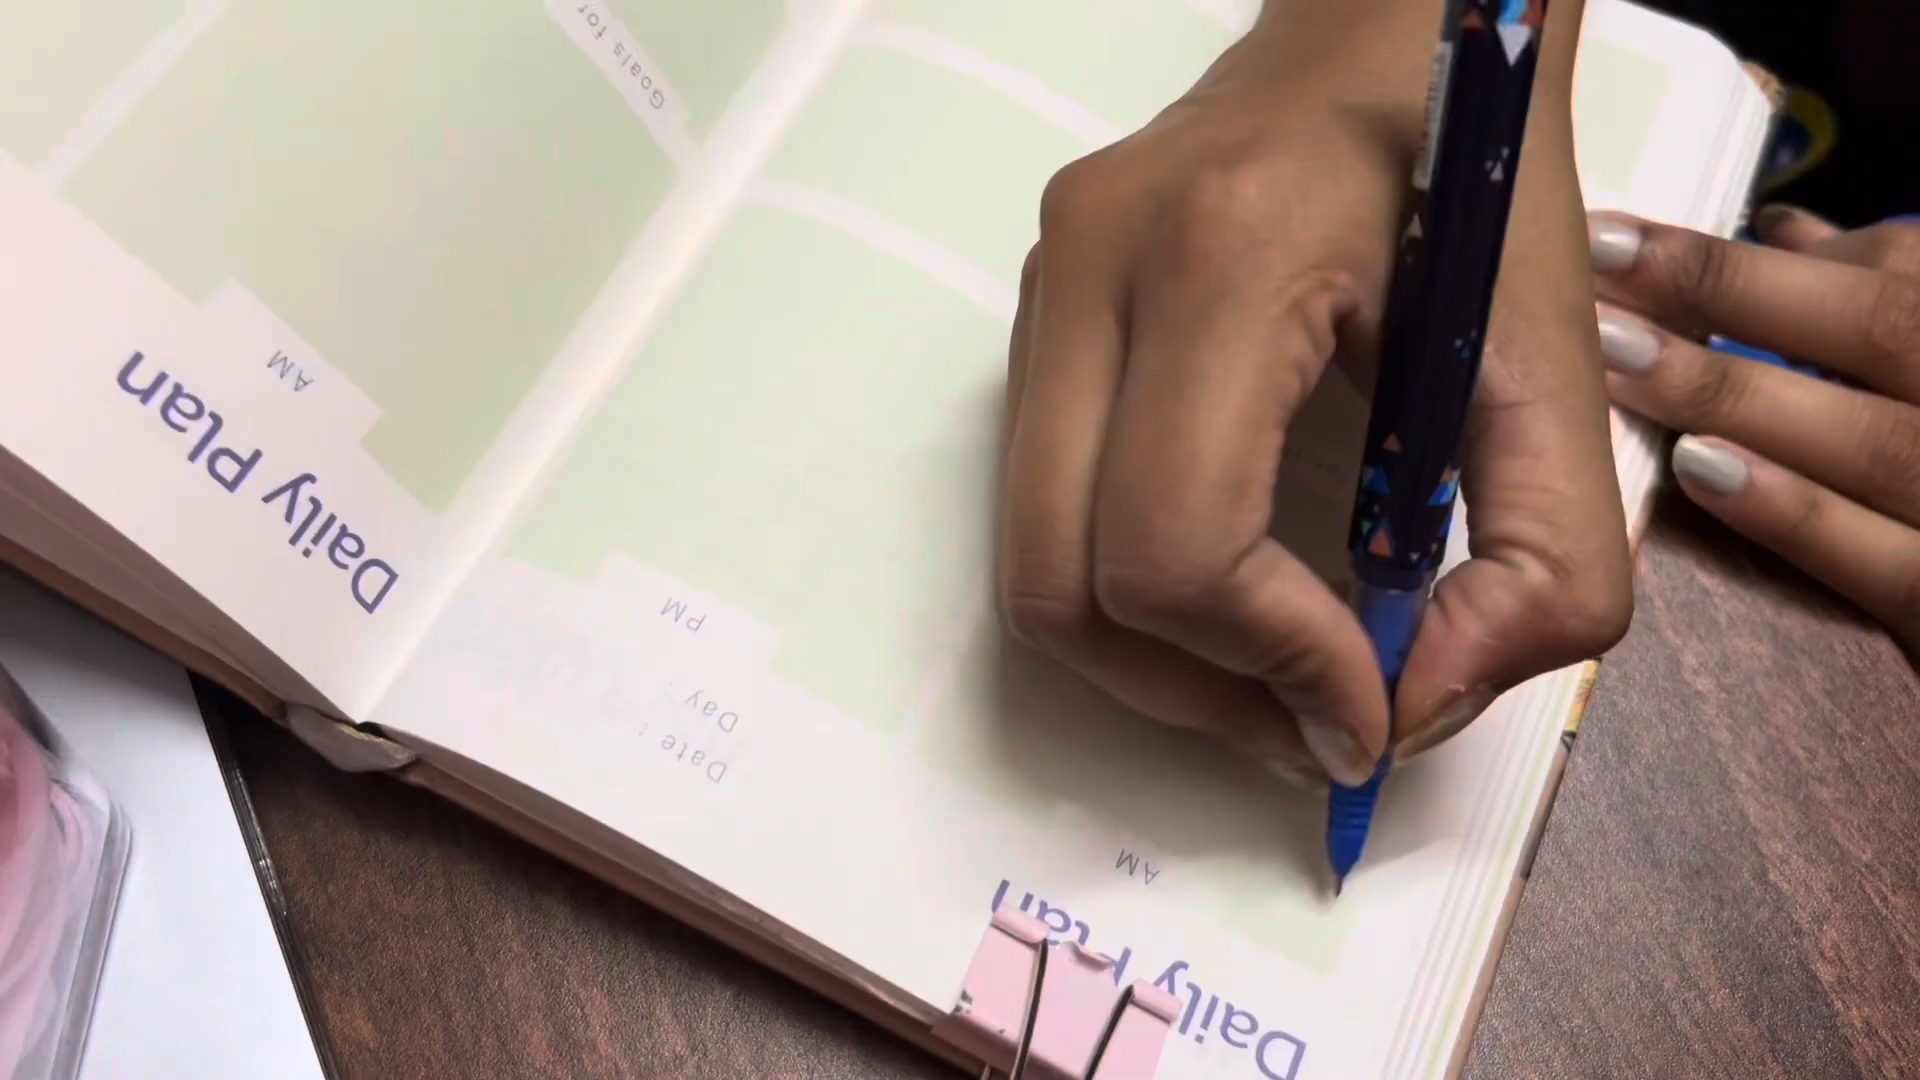 Goals for
Daily Plan
AM
Daily Plan
Date :
Day :
AM
PM